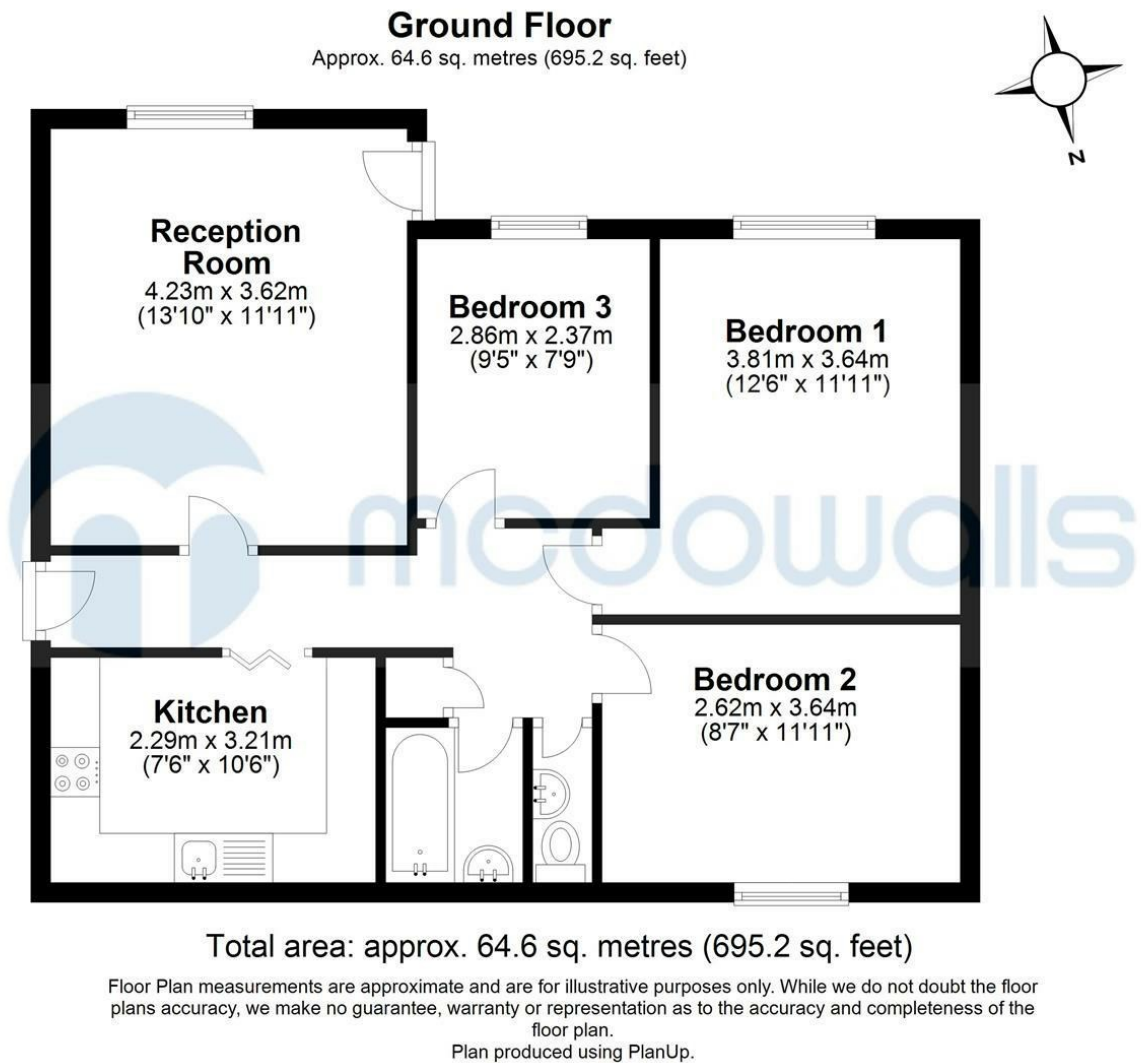 Ground Floor
Approx. 64.6 sq. metres (695.2 sq. feet)
N
Reception
Room
4.23m x 3.62m
(13'10" x 11'11")
Bedroom 3
2.86m x 2.37m
(9'5" x 7'9")
Bedroom 1
3.81m x 3.64m
(12'6" x 11'11")
mcdowalls
Kitchen
2.29m x 3.21m
(7'6" x 10'6")
Bedroom 2
2.62m x 3.64m
(8'7" x 11'11")
Total area: approx. 64.6 sq. metres (695.2 sq. feet)
Floor Plan measurements are approximate and are for illustrative purposes only. While we do not doubt the floor
plans accuracy, we make no guarantee, warranty or representation as to the accuracy and completeness of the
floor plan.
Plan produced using PlanUp.